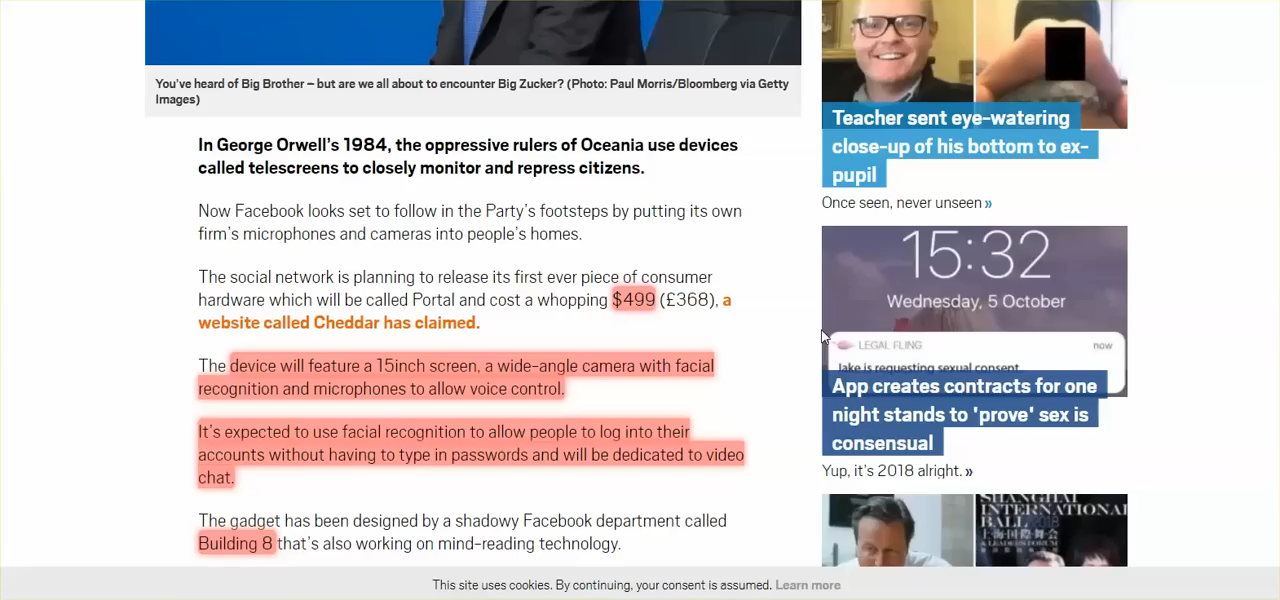 You've heard of Big Brother – but are we all about to encounter Big Zucker? (Photo: Paul Morris/Bloomberg via Getty
Images)
In George Orwell's 1984, the oppressive rulers of Oceania use devices
called telescreens to closely monitor and repress citizens.
Now Facebook looks set to follow in the Party's footsteps by putting its own
firm's microphones and cameras into people's homes.
The social network is planning to release its first ever piece of consumer
hardware which will be called Portal and cost a whopping $499 (£368), a
website called Cheddar has claimed.
The device will feature a 15inch screen, a wide-angle camera with facial
recognition and microphones to allow voice control.
It's expected to use facial recognition to allow people to log into their
accounts without having to type in passwords and will be dedicated to video
chat.
The gadget has been designed by a shadowy Facebook department called
Building 8 that's also working on mind-reading technology.
Teacher sent eye-watering
close-up of his bottom to ex-
pupil
Once seen, never unseen »
15:32
Wednesday, 5 October
LEGAL FLING now
Jake is requesting sexual consent
App creates contracts for one
night stands to 'prove' sex is
consensual
Yup, it's 2018 alright. »
SHANGHAI
INTERNATIONAL
BALL 2018
This site uses cookies. By continuing, your consent is assumed. Learn more